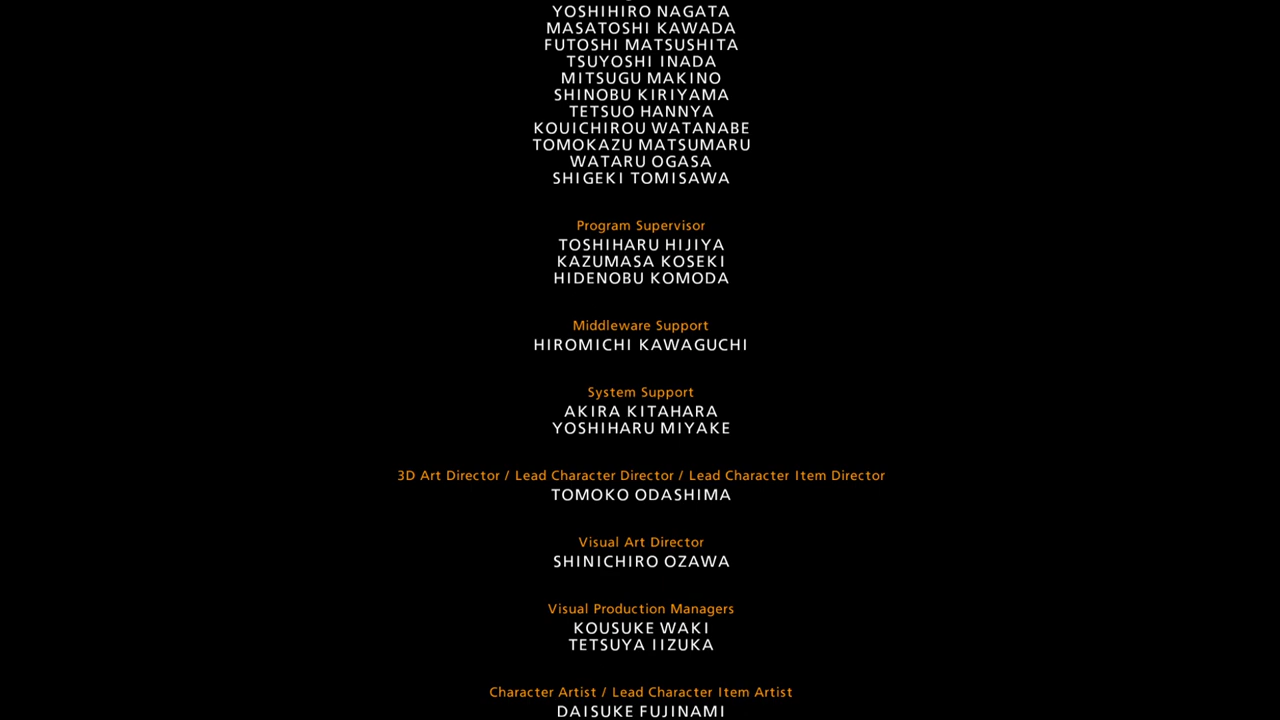 YOSHIHIRO NAGATA
MASATOSHI KAWADA
FUTOSHI MATSUSHITA
TSUYOSHI INADA
MITSUGU MAKINO
SHINOBU KIRIYAMA
TETSUO HANNYA
KOUICHIROU WATANABE
TOMOKAZU MATSUMARU
WATARU OGASA
SHIGEKI TOMISAWA
Program Supervisor
TOSHIHARU HIJIYA
KAZUMASA KOSEKI
HIDENOBU KOMODA
Middleware Support
HIROMICHI KAWAGUCHI
System Support
AKIRA KITAHARA
YOSHIHARU MIYAKE
3D Art Director / Lead Character Director / Lead Character Item Director
TOMOKO ODASHIMA
Visual Art Director
SHINICHIRO OZAWA
Visual Production Managers
KOUSUKE WAKI
TETSUYA IIZUKA
Character Artist / Lead Character Item Artist
DAISUKE FUJINAMI